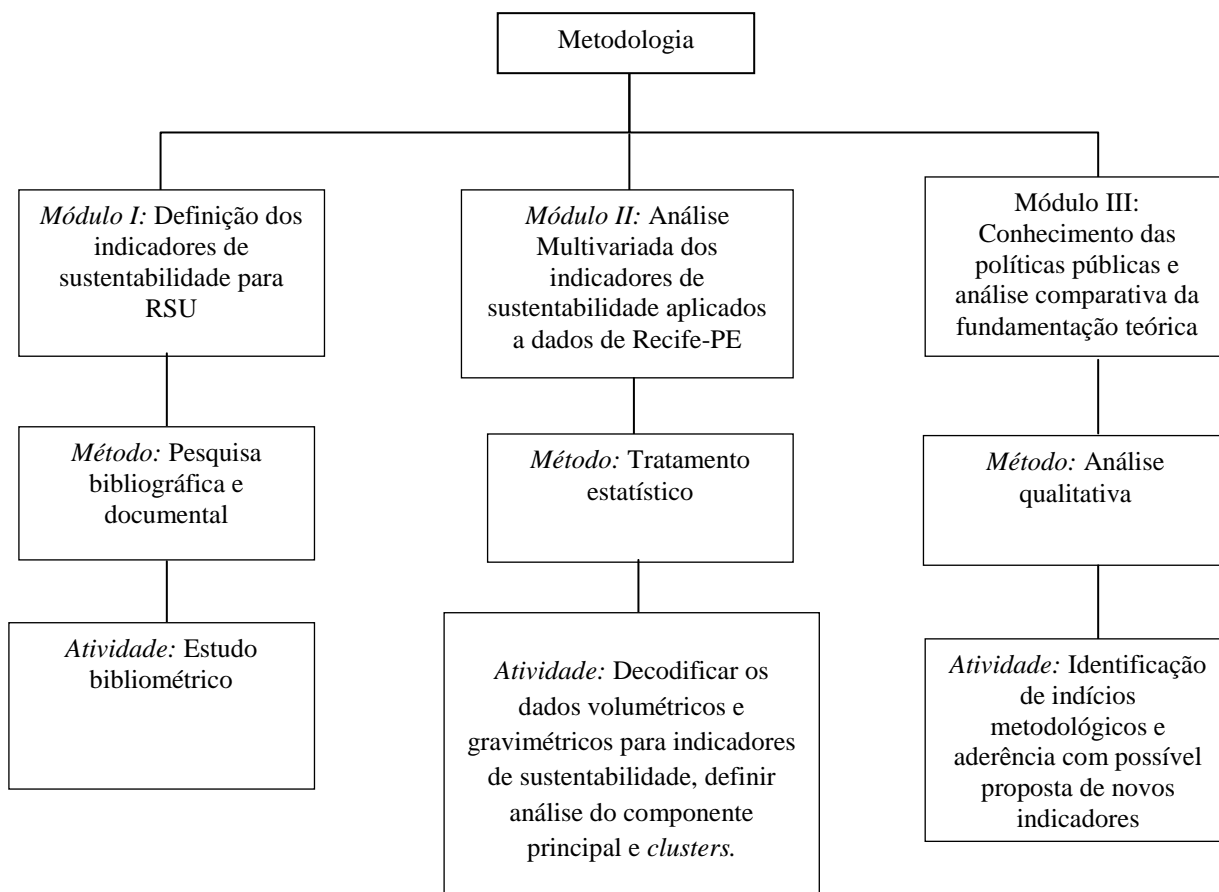 Metodologia
Módulo I: Definição dos
indicadores de
sustentabilidade para
RSU
Método: Pesquisa
bibliográfica e
documental
Atividade: Estudo
bibliométrico
Módulo II: Análise
Multivariada dos
indicadores de
sustentabilidade aplicados
a dados de Recife-PE
Método: Tratamento
estatístico
Atividade: Decodificar os
dados volumétricos e
gravimétricos para indicadores
de sustentabilidade, definir
análise do componente
principal e clusters.
Módulo III:
Conhecimento das
políticas públicas e
análise comparativa da
fundamentação teórica
Método: Análise
qualitativa
Atividade: Identificação
de indícios
metodológicos e
aderência com possível
proposta de novos
indicadores